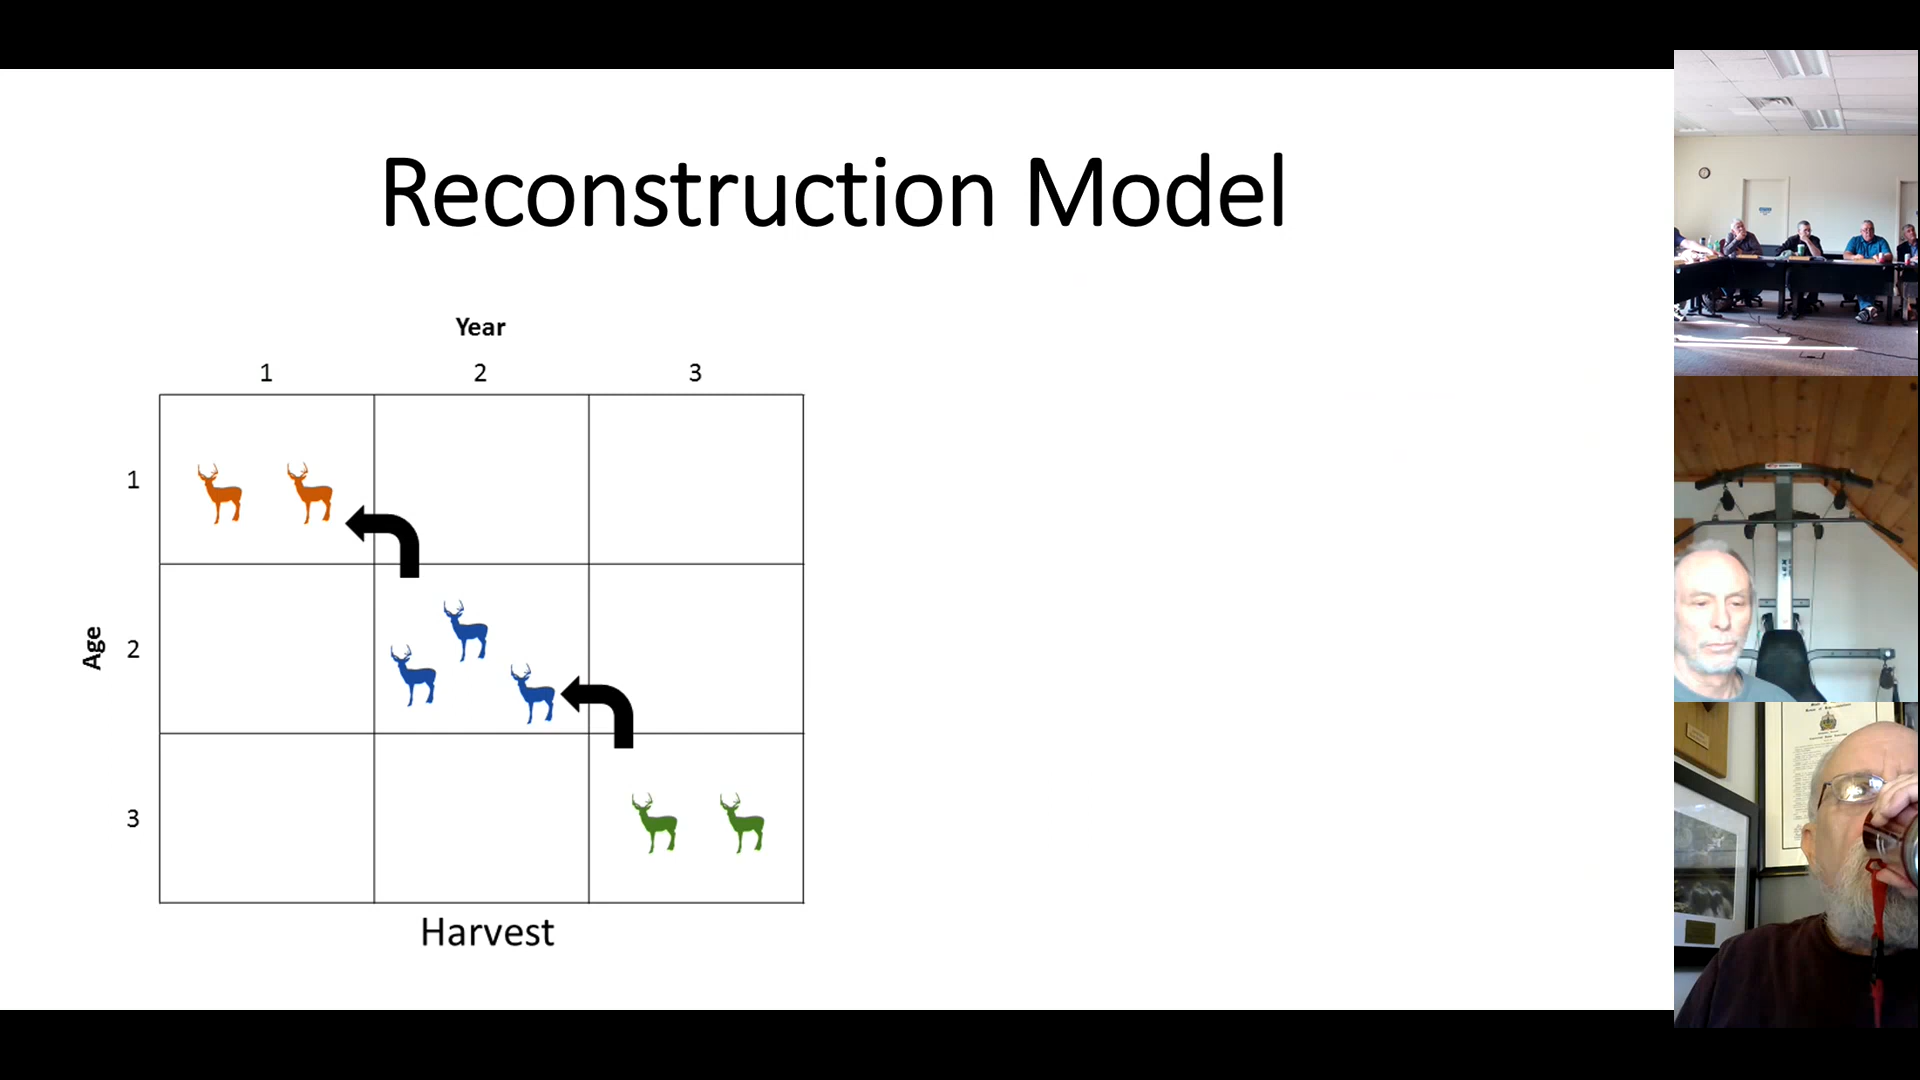 Reconstruction Model
Year
1 2 3
1
Age 2
3
Harvest